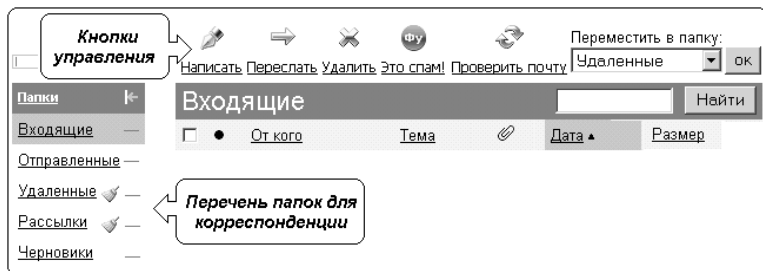 Кнопки
управления
Фу
Переместить в папку:
Написать Переслать Удалить Это спам! Проверить почту Удаленные ок
Папки
Входящие Найти
Входящие
От кого Тема Дата Размер
Отправленные
Удаленные
Перечень папок для
корреспонденции
Рассылки
Черновики